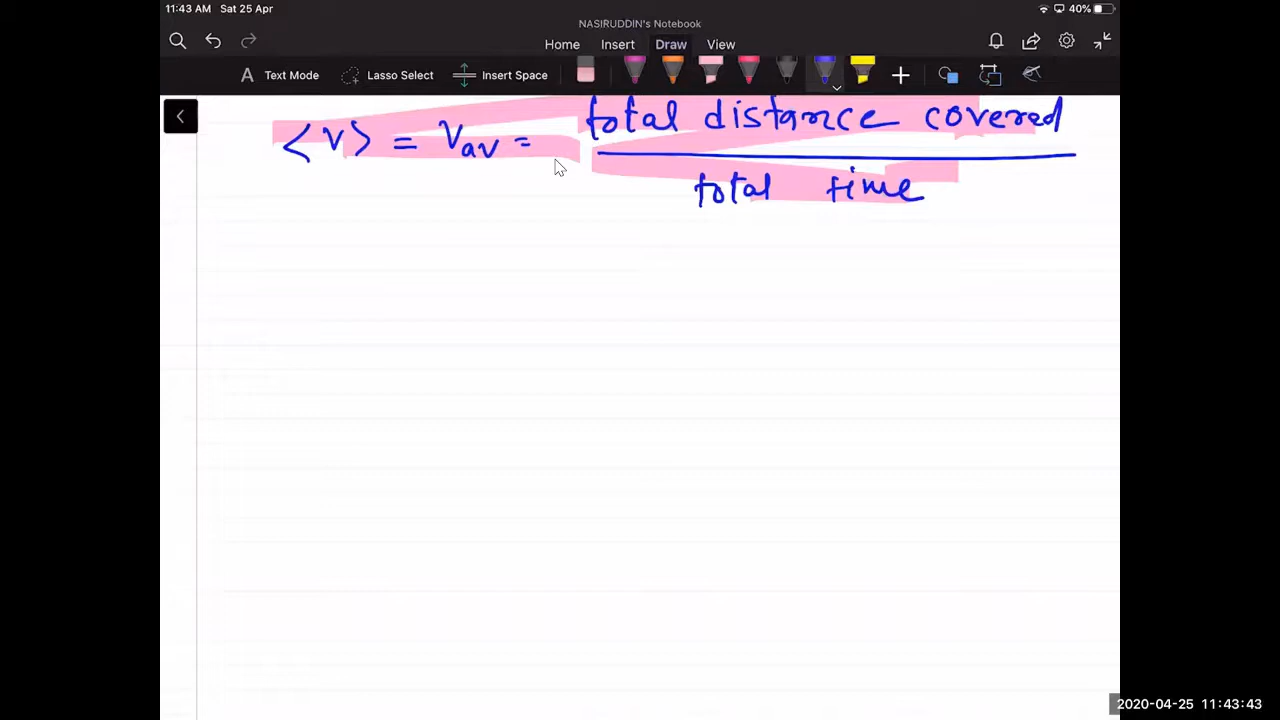 11:43 AM Sat 25 Apr 40%
NASIRUDDIN's Notebook
Home Insert Draw View
A Text Mode Lasso Select Insert Space
<v> = Vav = total distance covered
total time
2020-04-25 11:43:43